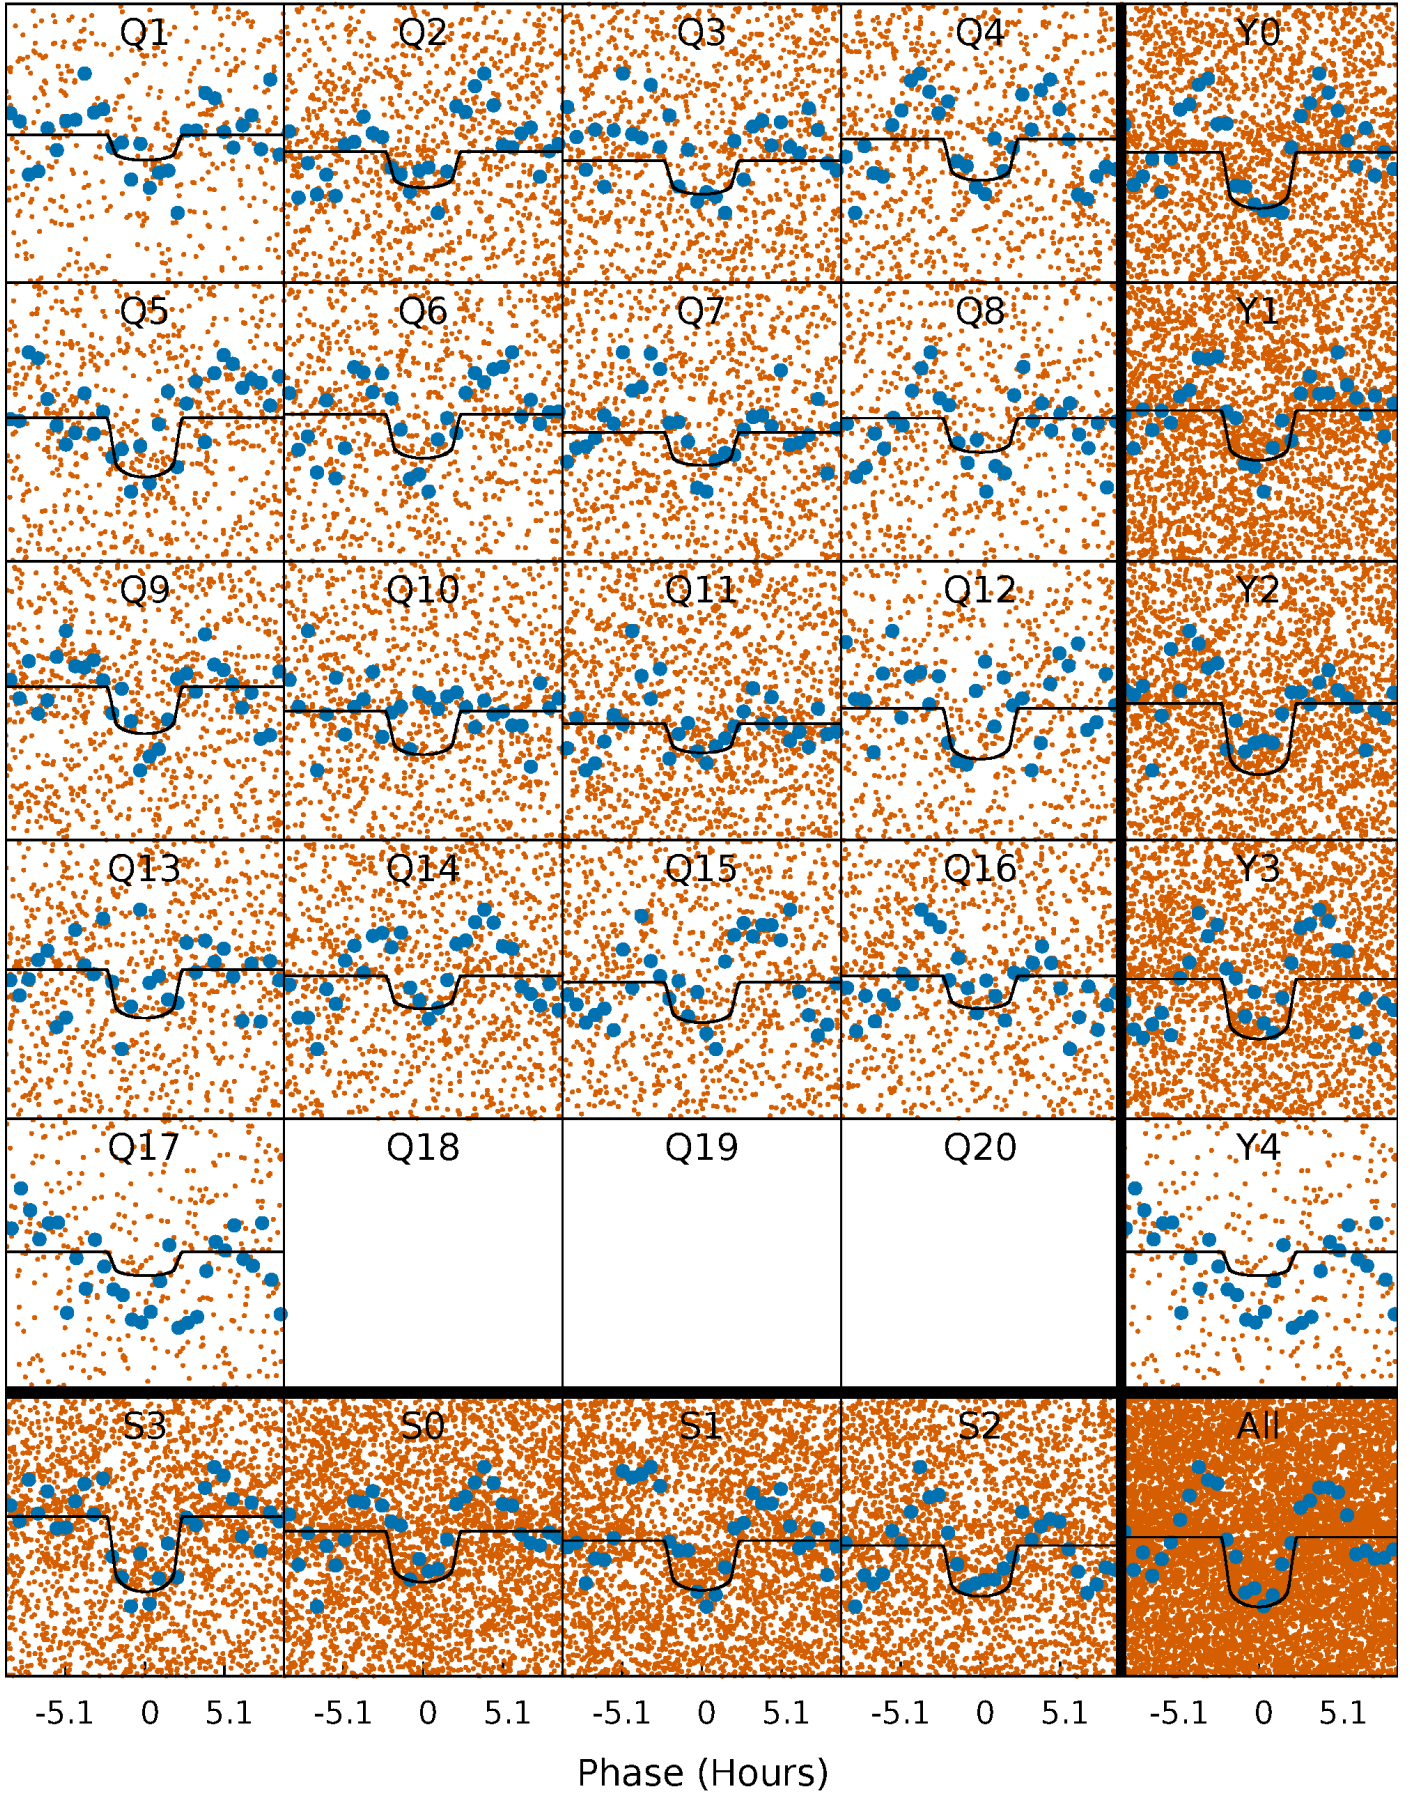 Q1 Q2 Q3 Q4 Y0
Q5 Q6 Q7 Q8 Y1
Q9 Q10 Q11 Q12 Y2
Q13 Q14 Q15 Q16 Y3
Q17 Q18 Q19 Q20 Y4
S3 S0 S1 S2 All
-5.1 0 5.1 -5.1 0 5.1 -5.1 0 5.1 -5.1 0 5.1 -5.1 0 5.1
Phase (Hours)